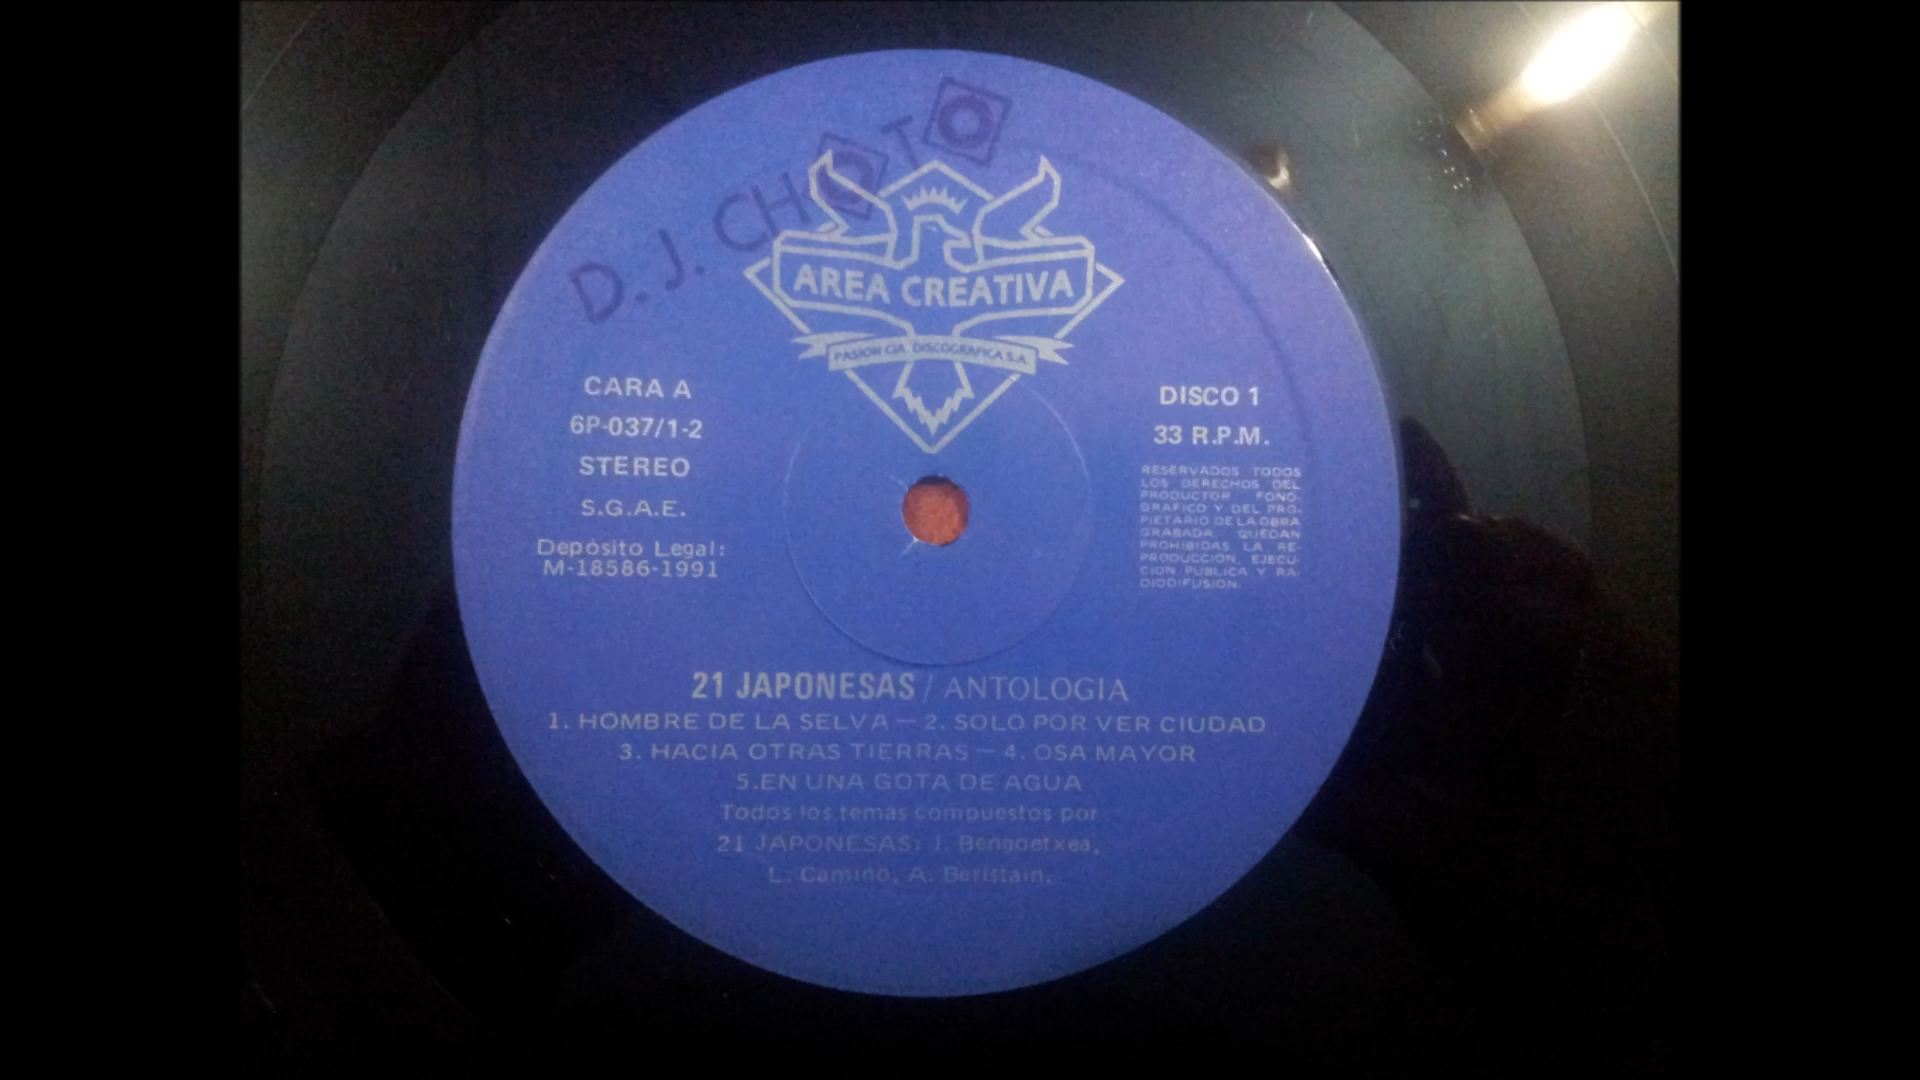 D. J. CHOTO
AREA CREATIVA
PASION CIA. DISCOGRAFICA, S.A.
CARA A
6P-037/1-2
STEREO
S.G.A.E.
Depósito Legal:
M-18586-1991
DISCO 1
33 R.P.M.
RESERVADOS TODOS
LOS DERECHOS DEL
PRODUCTOR FONO-
GRAFICO Y DEL PRO-
PIETARIO DE LA OBRA
GRABADA. QUEDAN
PROHIBIDAS LA RE-
PRODUCCION, EJECU-
CION PUBLICA Y RA-
DIODIFUSION.
21 JAPONESAS / ANTOLOGIA
1. HOMBRE DE LA SELVA — 2. SOLO POR VER CIUDAD
3. HACIA OTRAS TIERRAS — 4. OSA MAYOR
5.EN UNA GOTA DE AGUA
Todos los temas compuestos por
21 JAPONESAS: J. Bengoetxea,
L. Camino, A. Beristain.